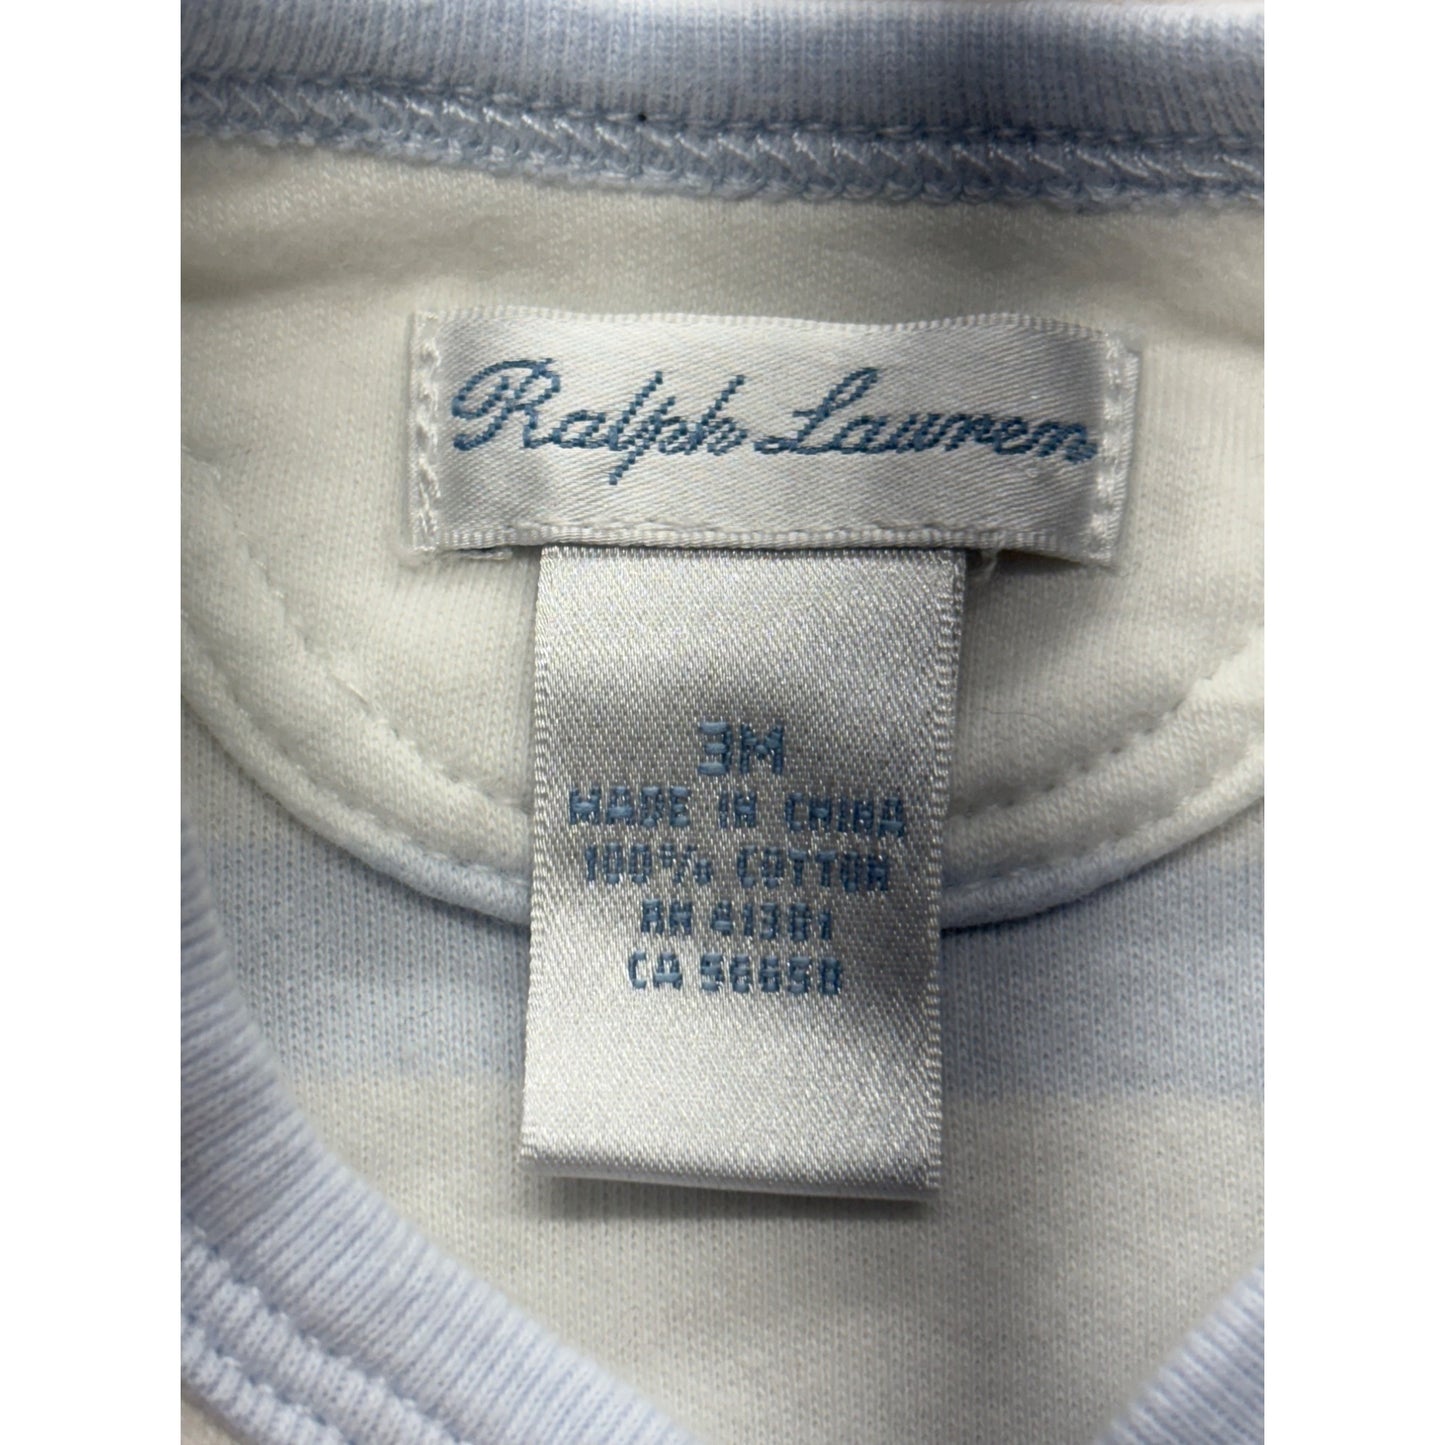 Ralph Lauren
3M
MADE IN CHINA
100% COTTON
RN 41381
CA 56658